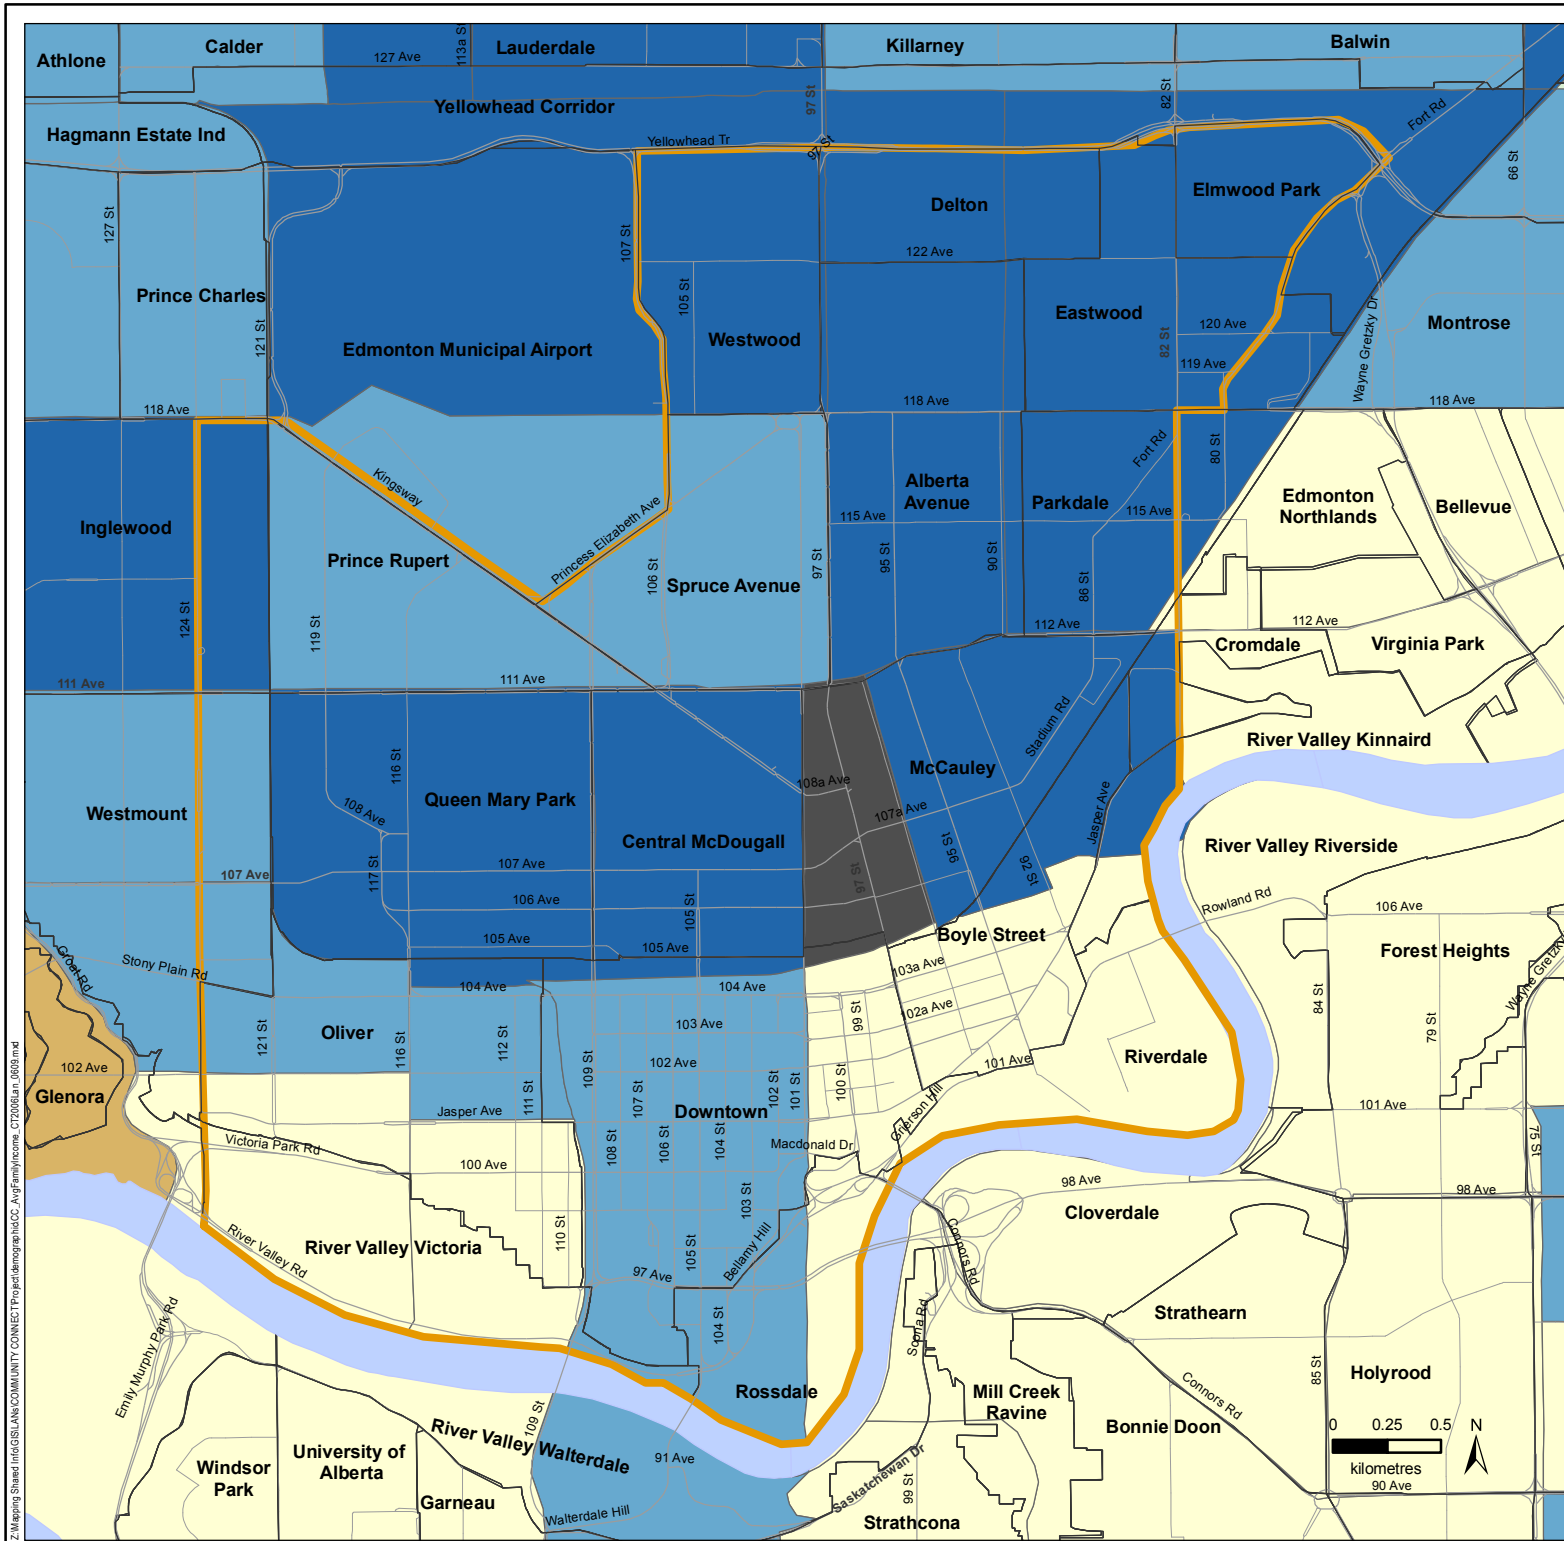 Athlone
Calder
113a St
Lauderdale
Killarney
Balwin
127 Ave
Hagmann Estate Ind
Yellowhead Corridor
97 St
82 St
Fort Rd
Yellowhead Tr
97 St
66 St
127 St
107 St
Delton
Elmwood Park
122 Ave
Prince Charles
121 St
105 St
Edmonton Municipal Airport
Westwood
Eastwood
82 St
120 Ave
119 Ave
Wayne Gretzky Dr
Montrose
118 Ave
118 Ave
118 Ave
Inglewood
Kingsway
Princess Elizabeth Ave
Alberta
Avenue
Parkdale
Fort Rd
80 St
Edmonton
Northlands
Bellevue
115 Ave
115 Ave
Prince Rupert
106 St
Spruce Avenue
97 St
95 St
90 St
86 St
124 St
119 St
112 Ave
112 Ave
Cromdale
Virginia Park
111 Ave
111 Ave
Stadium Rd
River Valley Kinnaird
116 St
108a Ave
McCauley
Westmount
108 Ave
Queen Mary Park
Central McDougall
107a Ave
Jasper Ave
River Valley Riverside
107 Ave
107 Ave
117 St
97 St
95 St
92 St
106 Ave
105 St
Rowland Rd
106 Ave
105 Ave
105 Ave
Boyle Street
Forest Heights
Groat Rd
Stony Plain Rd
103a Ave
Wayne Gretzky
104 Ave
104 Ave
84 St
79 St
121 St
Oliver
116 St
112 St
103 Ave
99 St
102a Ave
102 Ave
109 St
102 Ave
101 Ave
Riverdale
Glenora
111 St
107 St
102 St
101 St
100 St
Jasper Ave
Downtown
Grierson Hill
101 Ave
Victoria Park Rd
100 Ave
108 St
106 St
104 St
Macdonald Dr
75 St
103 St
98 Ave
98 Ave
River Valley Rd
River Valley Victoria
110 St
105 St
Bellamy Hill
Connors Rd
Cloverdale
97 Ave
104 St
Scona Rd
Strathearn
Emily Murphy Park Rd
Rossdale
85 St
Holyrood
Mill Creek
Ravine
Connors Rd
Bonnie Doon
0 0.25 0.5
N
kilometres
90 Ave
109 St
River Valley Walterdale
91 Ave
Windsor
Park
University of
Alberta
Garneau
Walterdale Hill
Saskatchewan Dr
99 St
Strathcona
Z:\Mapping Shared Info\GIS\LANs\COMMUNITY CONNECT\Project\demographic\CC_AvgFamilyIncome_CT2006Lan_0609.mxd